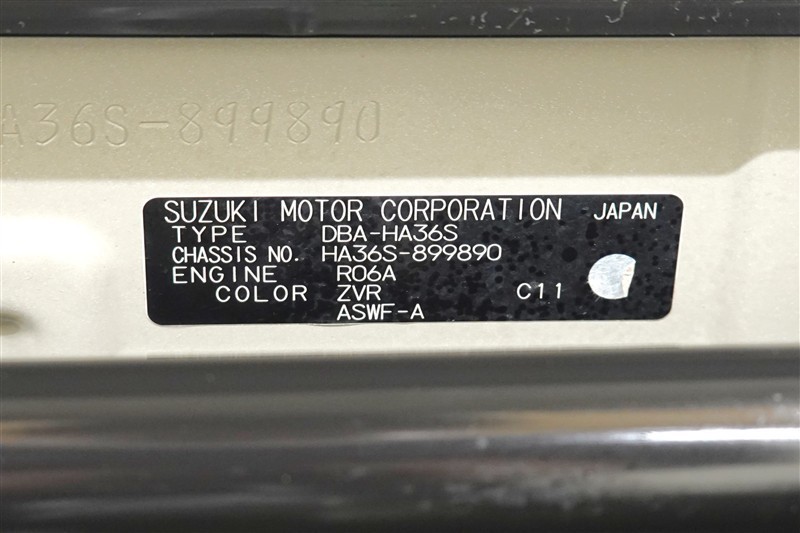 A36S-899890
SUZUKI MOTOR CORPORATION JAPAN
TYPE DBA-HA36S
CHASSIS NO. HA36S-899890
ENGINE R06A
COLOR ZVR C11
ASWF-A